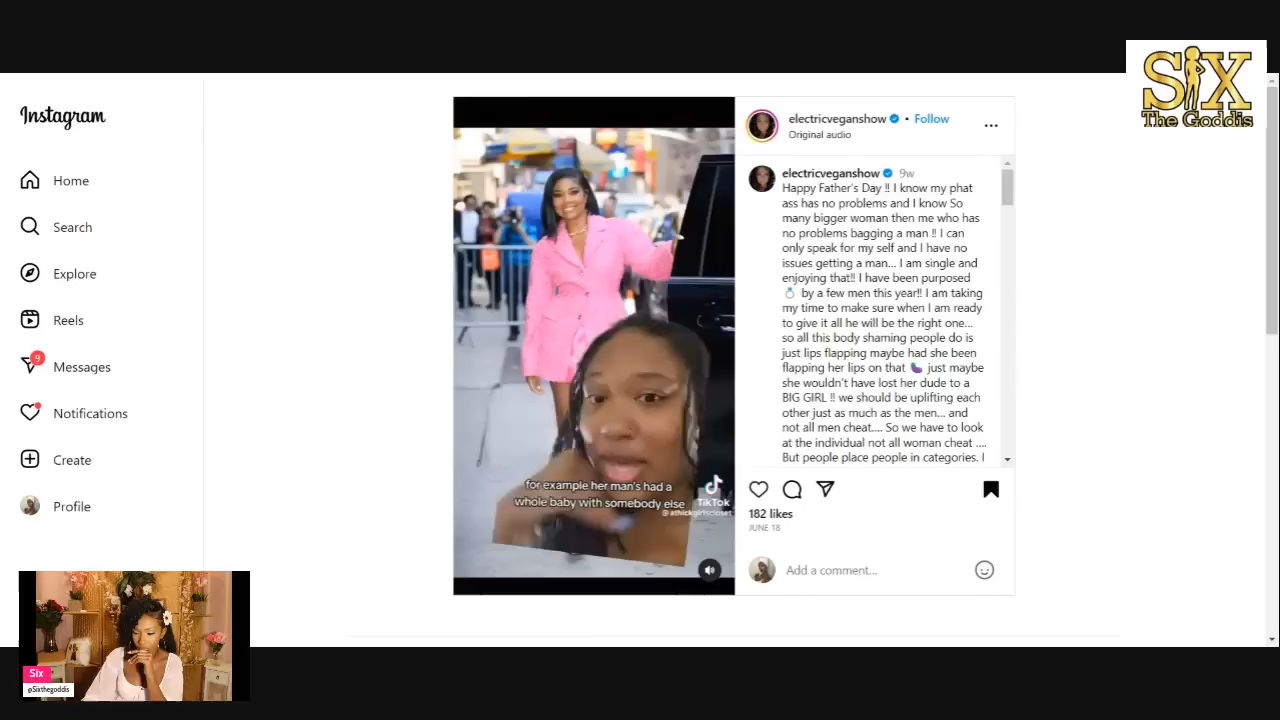 SIX
The Goddis
Instagram
Home
Search
Explore
Reels
9
Messages
Notifications
Create
Profile
for example her man's had a
whole baby with somebody else
TikTok
@athickgirlscloset
electricveganshow • Follow
Original audio
electricveganshow 9w
Happy Father's Day !! I know my phat
ass has no problems and I know So
many bigger woman then me who has
no problems bagging a man !! I can
only speak for my self and I have no
issues getting a man... I am single and
enjoying that!! I have been purposed
💍 by a few men this year!! I am taking
my time to make sure when I am ready
to give it all he will be the right one...
so all this body shaming people do is
just lips flapping maybe had she been
flapping her lips on that 🍆 just maybe
she wouldn't have lost her dude to a
BIG GIRL !! we should be uplifting each
other just as much as the men... and
not all men cheat.... So we have to look
at the individual not all woman cheat ....
But people place people in categories. I
182 likes
JUNE 18
Add a comment...
Six
@Sixthegoddis